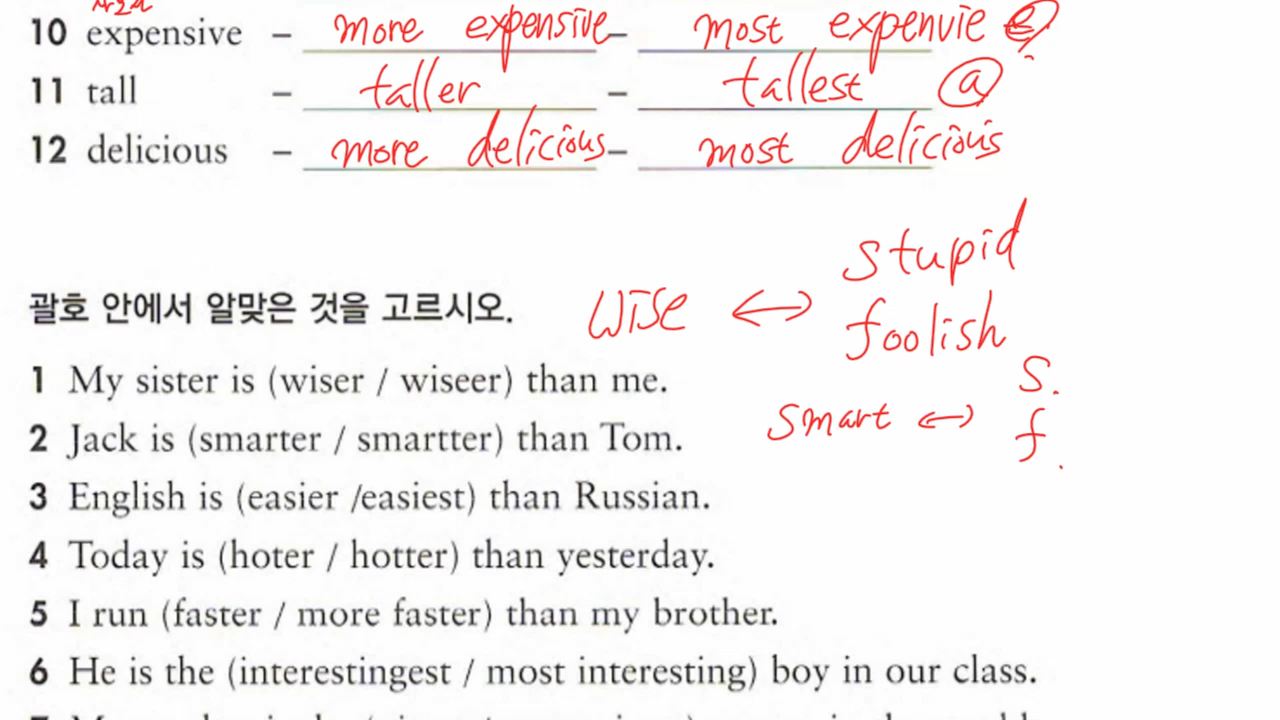 10 expensive – more expensive – most expenvie e
11 tall – taller – tallest a
12 delicious – more delicious – most delicious
stupid
괄호 안에서 알맞은 것을 고르시오. wise ↔ foolish
1 My sister is (wiser / wiseer) than me. s.
2 Jack is (smarter / smartter) than Tom. smart ↔ f.
3 English is (easier /easiest) than Russian.
4 Today is (hoter / hotter) than yesterday.
5 I run (faster / more faster) than my brother.
6 He is the (interestingest / most interesting) boy in our class.